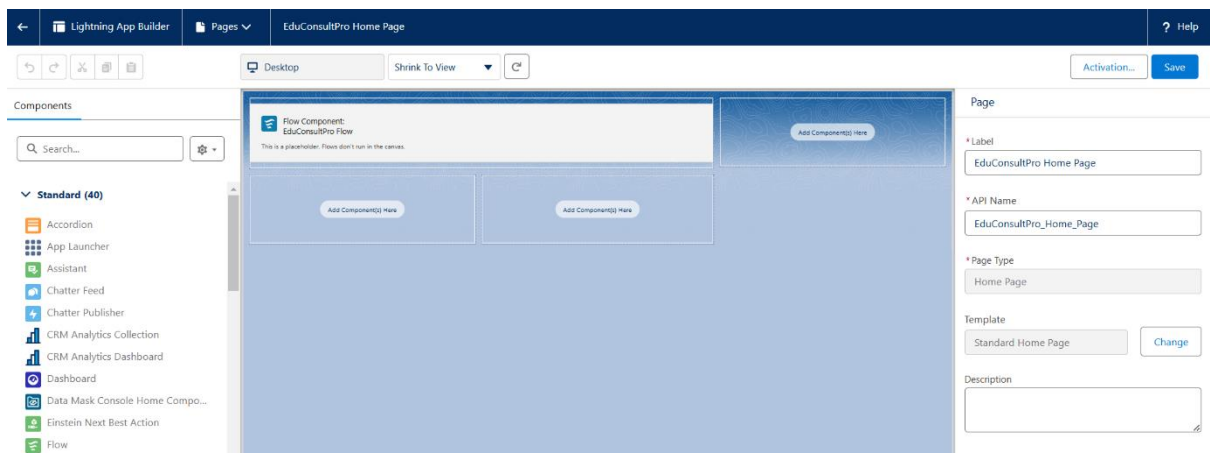 Lightning App Builder
Pages
EduConsultPro Home Page
? Help
Desktop
Shrink To View
Activation...
Save
Components
Search...
Standard (40)
Accordion
App Launcher
Assistant
Chatter Feed
Chatter Publisher
CRM Analytics Collection
CRM Analytics Dashboard
Dashboard
Data Mask Console Home Compo...
Einstein Next Best Action
Flow
Flow Component:
EduConsultPro Flow
This is a placeholder. Flows don't run in the canvas.
Add Component(s) Here
Add Component(s) Here
Add Component(s) Here
Page
*Label
EduConsultPro Home Page
*API Name
EduConsultPro_Home_Page
*Page Type
Home Page
Template
Standard Home Page
Change
Description